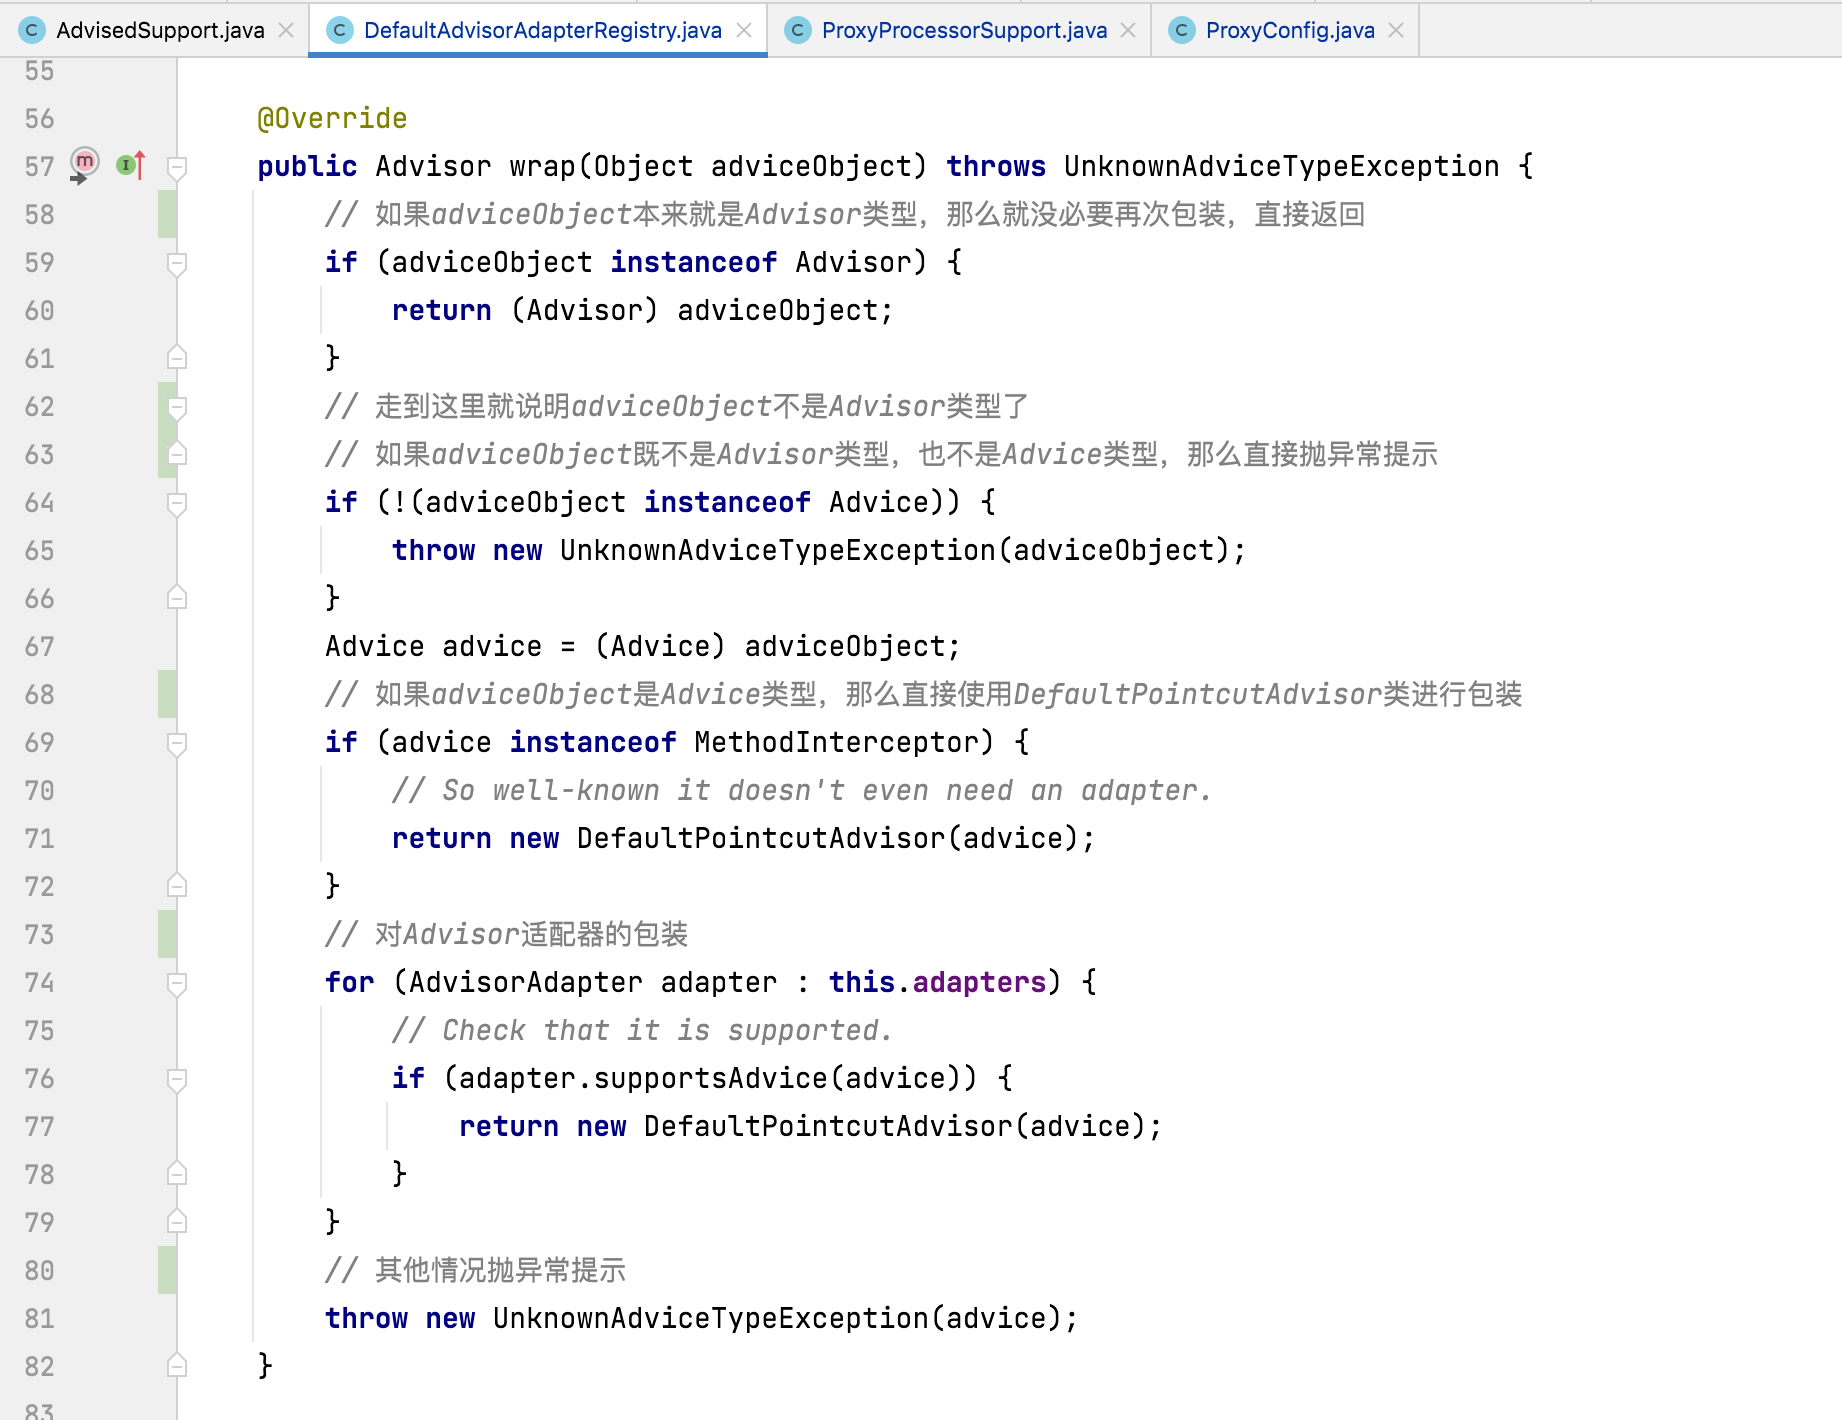 AdvisedSupport.java DefaultAdvisorAdapterRegistry.java ProxyProcessorSupport.java ProxyConfig.java
55
56 @Override
57 public Advisor wrap(Object adviceObject) throws UnknownAdviceTypeException {
58 // 如果adviceObject本来就是Advisor类型，那么就没必要再次包装，直接返回
59 if (adviceObject instanceof Advisor) {
60 return (Advisor) adviceObject;
61 }
62 // 走到这里就说明adviceObject不是Advisor类型了
63 // 如果adviceObject既不是Advisor类型，也不是Advice类型，那么直接抛异常提示
64 if (!(adviceObject instanceof Advice)) {
65 throw new UnknownAdviceTypeException(adviceObject);
66 }
67 Advice advice = (Advice) adviceObject;
68 // 如果adviceObject是Advice类型，那么直接使用DefaultPointcutAdvisor类进行包装
69 if (advice instanceof MethodInterceptor) {
70 // So well-known it doesn't even need an adapter.
71 return new DefaultPointcutAdvisor(advice);
72 }
73 // 对Advisor适配器的包装
74 for (AdvisorAdapter adapter : this.adapters) {
75 // Check that it is supported.
76 if (adapter.supportsAdvice(advice)) {
77 return new DefaultPointcutAdvisor(advice);
78 }
79 }
80 // 其他情况抛异常提示
81 throw new UnknownAdviceTypeException(advice);
82 }
83